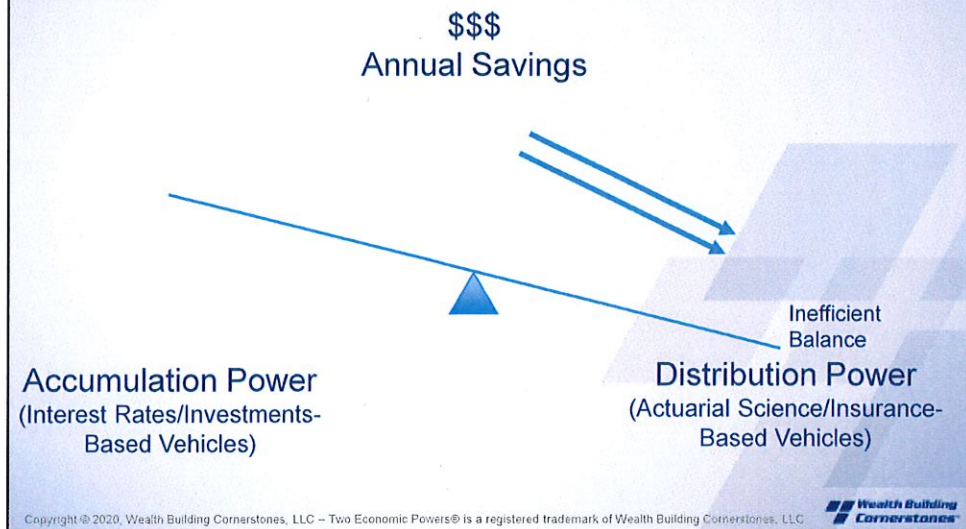 $$$
Annual Savings
Inefficient
Balance
Accumulation Power
(Interest Rates/Investments-
Based Vehicles)
Distribution Power
(Actuarial Science/Insurance-
Based Vehicles)
Copyright © 2020, Wealth Building Cornerstones, LLC – Two Economic Powers® is a registered trademark of Wealth Building Cornerstones, LLC
Wealth Building
Cornerstones